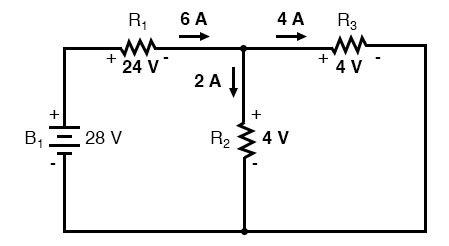 R1 6 A 4 A R3
+ 24 V - + 4 V -
2 A
+ +
B1 28 V R2 4 V
- -